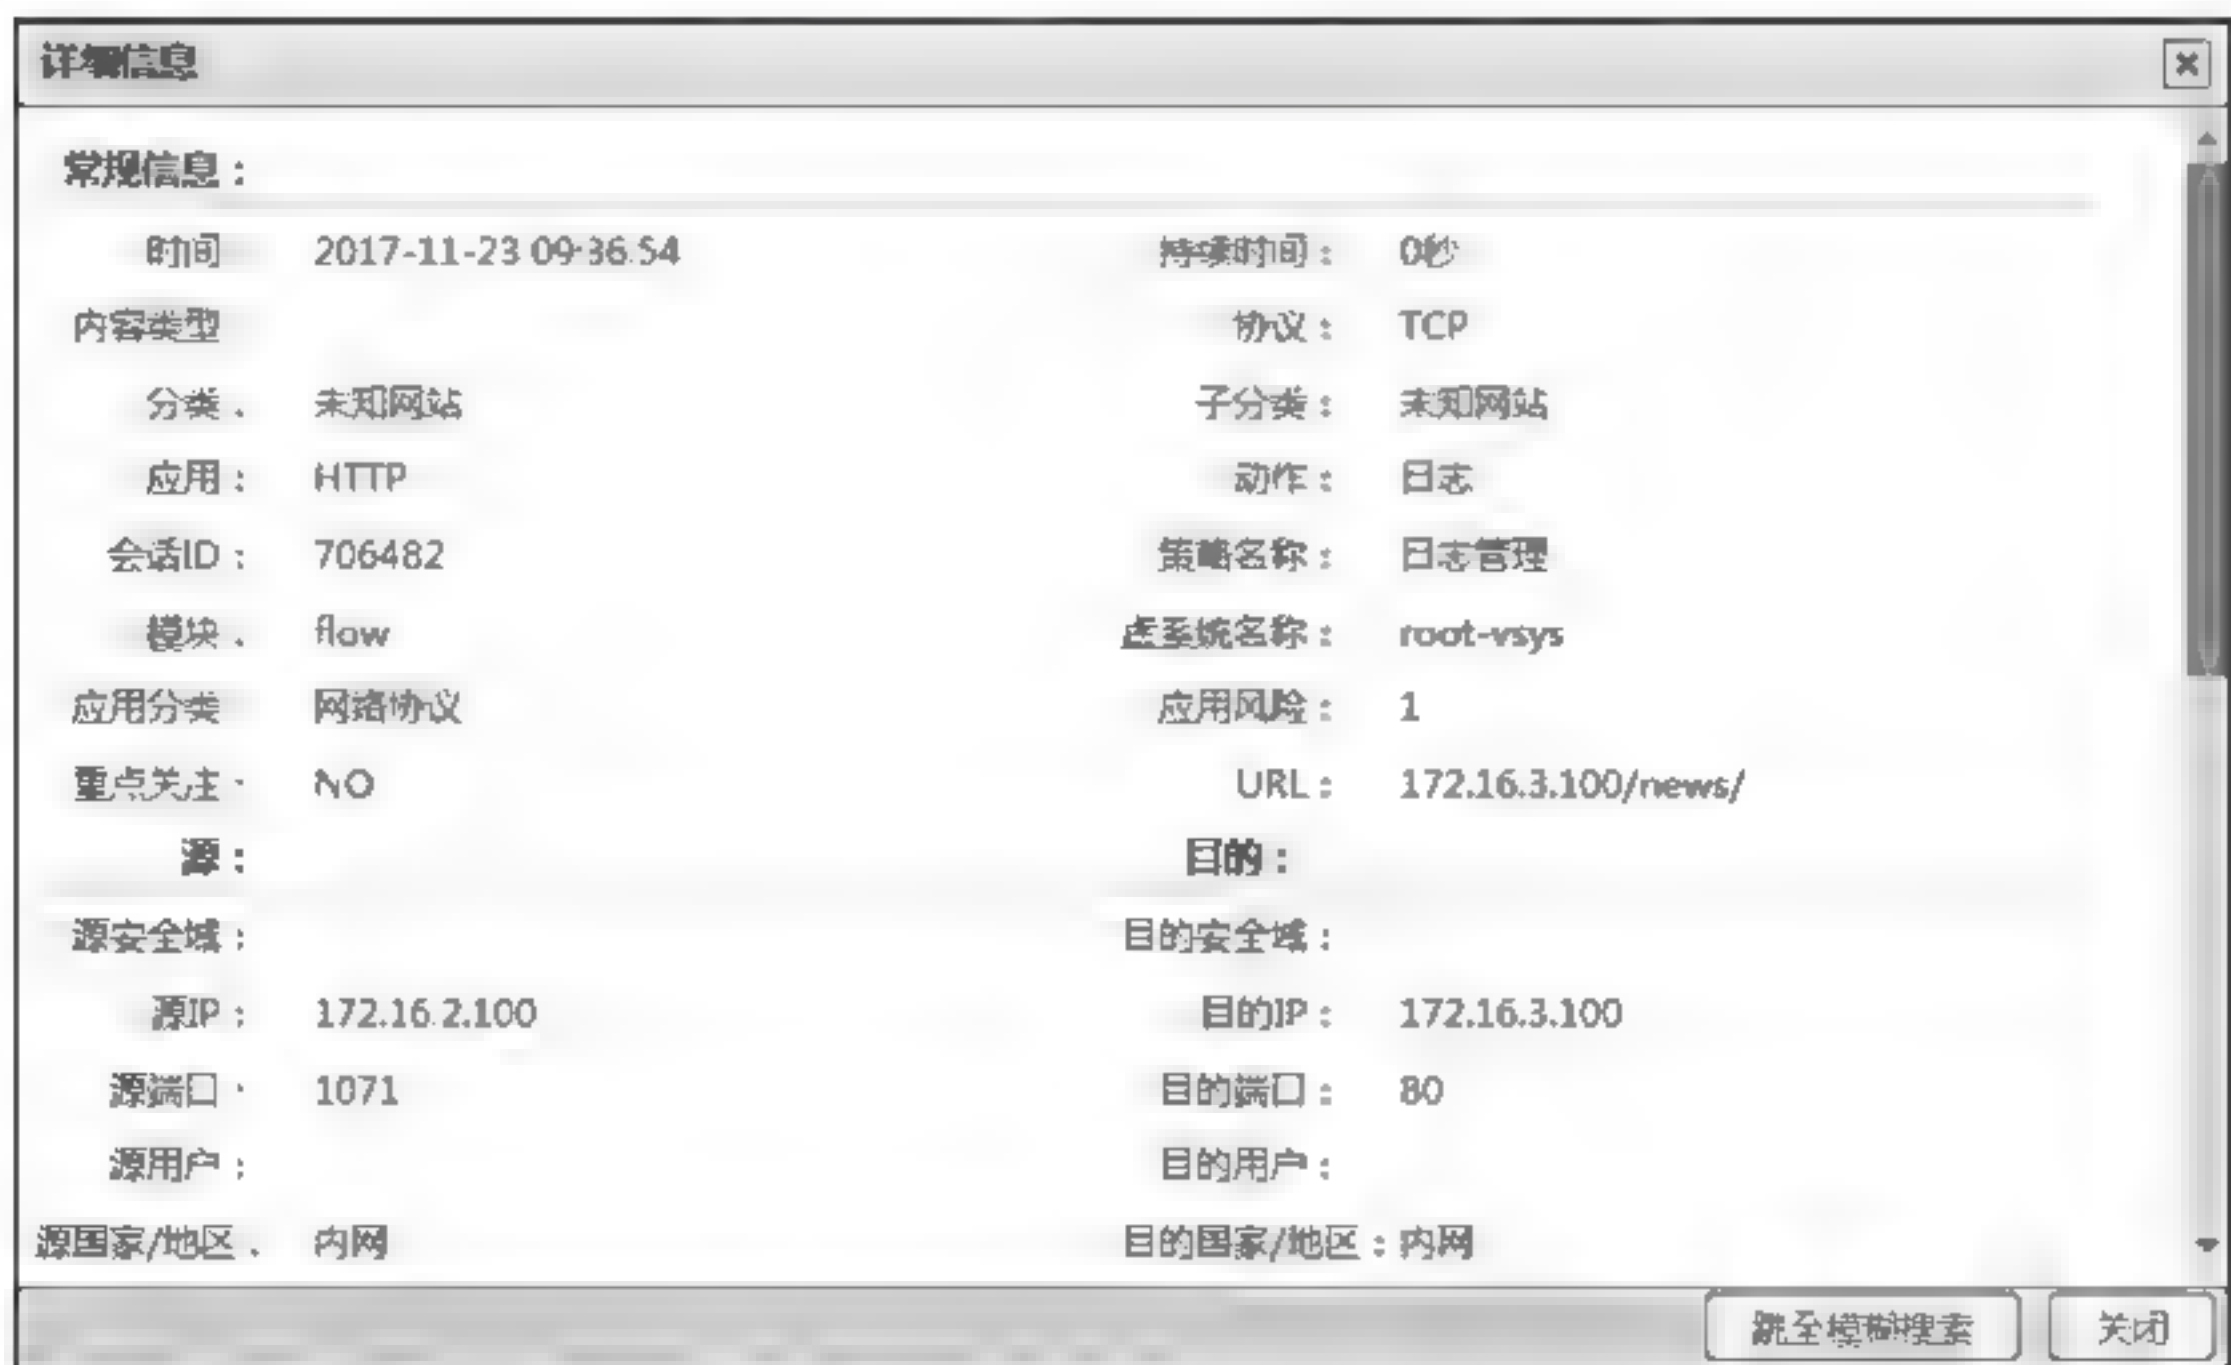 详细信息
常规信息：
时间 2017-11-23 09:36:54 持续时间： 0秒
内容类型 协议： TCP
分类： 未知网站 子分类： 未知网站
应用： HTTP 动作： 日志
会话ID： 706482 策略名称： 日志管理
模块： flow 虚系统名称： root-vsys
应用分类 网络协议 应用风险： 1
重点关注： NO URL： 172.16.3.100/news/
源： 目的：
源安全域： 目的安全域：
源IP： 172.16.2.100 目的IP： 172.16.3.100
源端口： 1071 目的端口： 80
源用户： 目的用户：
源国家/地区： 内网 目的国家/地区：内网
跳至模糊搜索 关闭